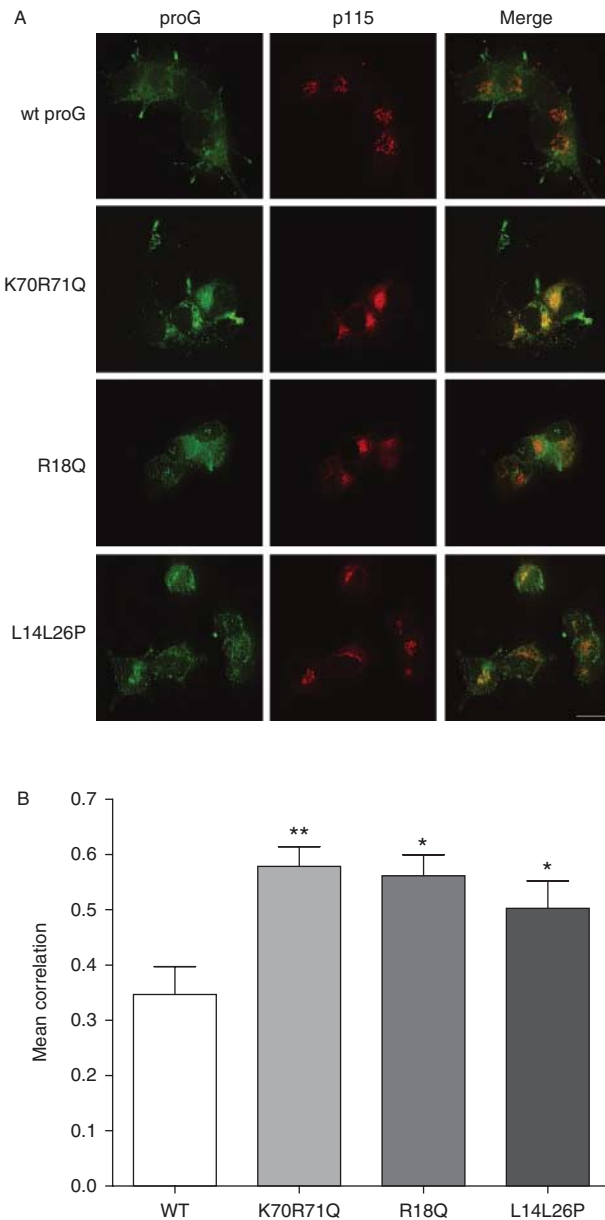 A
proG p115 Merge
wt proG
K70R71Q
R18Q
L14L26P
B
0.7
0.6
0.5
0.4
0.3
0.2
0.1
0.0
Mean correlation
** * *
WT K70R71Q R18Q L14L26P